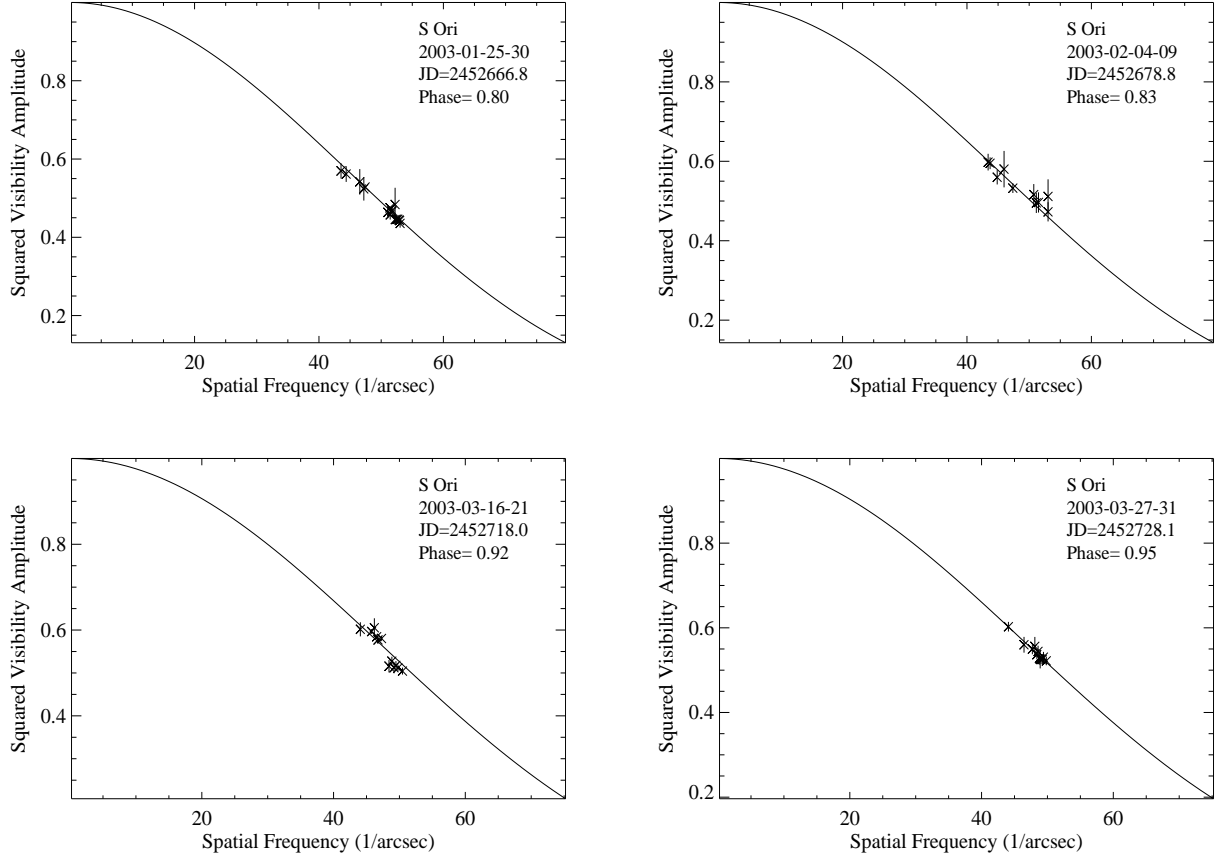 S Ori
2003-01-25-30
JD=2452666.8
Phase= 0.80
0.8
0.6
0.4
0.2
Squared Visibility Amplitude
20 40 60
Spatial Frequency (1/arcsec)
S Ori
2003-02-04-09
JD=2452678.8
Phase= 0.83
0.8
0.6
0.4
0.2
Squared Visibility Amplitude
20 40 60
Spatial Frequency (1/arcsec)
S Ori
2003-03-16-21
JD=2452718.0
Phase= 0.92
0.8
0.6
0.4
Squared Visibility Amplitude
20 40 60
Spatial Frequency (1/arcsec)
S Ori
2003-03-27-31
JD=2452728.1
Phase= 0.95
0.8
0.6
0.4
0.2
Squared Visibility Amplitude
20 40 60
Spatial Frequency (1/arcsec)